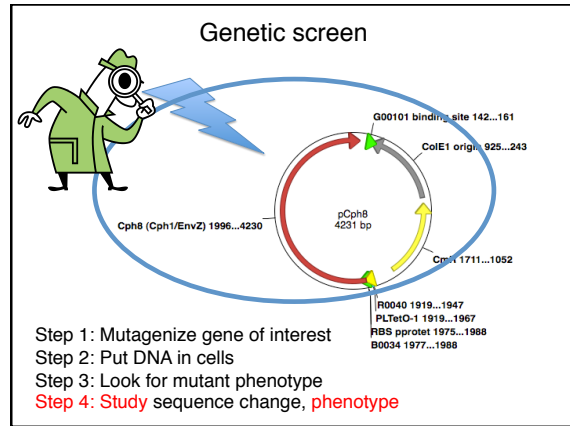 Genetic screen
G00101 binding site 142...161
ColE1 origin 925...243
pCph8
4231 bp
Cph8 (Cph1/EnvZ) 1996...4230
CmR 1711...1052
R0040 1919...1947
PLTetO-1 1919...1967
RBS pprotet 1975...1988
B0034 1977...1988
Step 1: Mutagenize gene of interest
Step 2: Put DNA in cells
Step 3: Look for mutant phenotype
Step 4: Study sequence change, phenotype